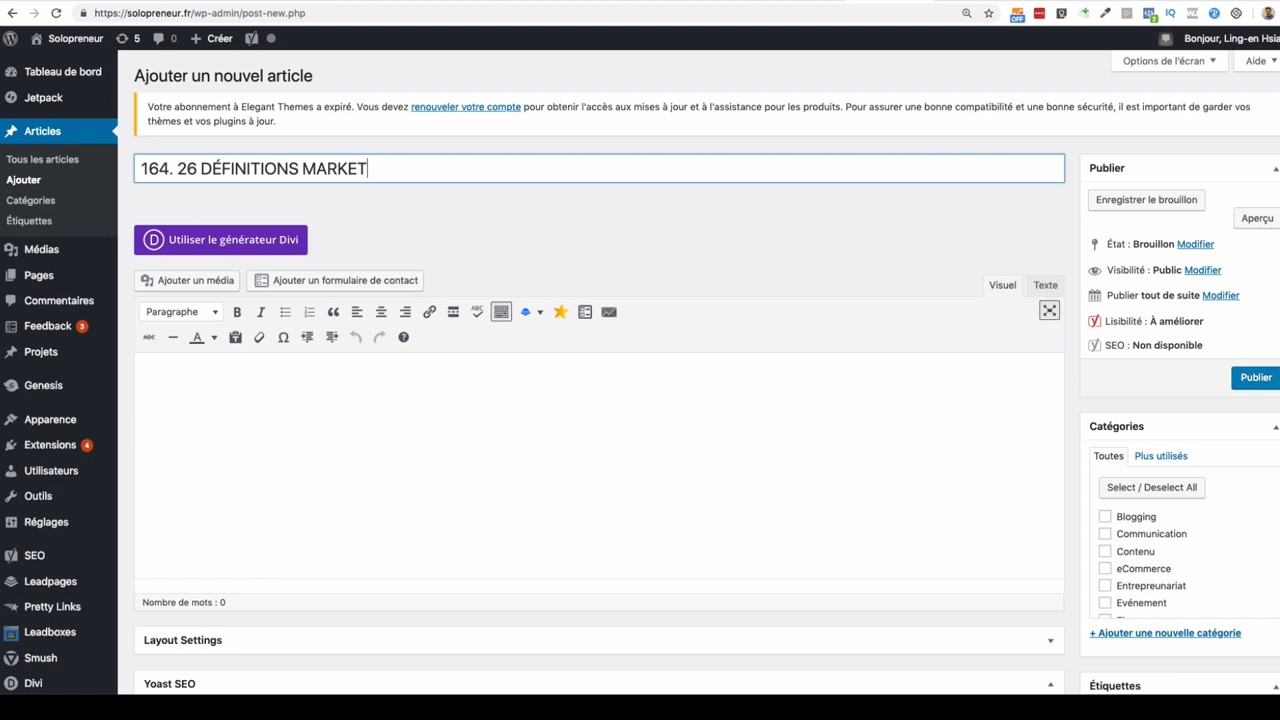 https://solopreneur.fr/wp-admin/post-new.php
OFF
3
IQ
Solopreneur
5
0
Créer
Bonjour, Ling-en Hsia
Tableau de bord
Jetpack
Articles
Tous les articles
Ajouter
Catégories
Étiquettes
Médias
Pages
Commentaires
Feedback 3
Projets
Genesis
Apparence
Extensions 4
Utilisateurs
Outils
Réglages
SEO
Leadpages
Pretty Links
Leadboxes
Smush
Divi
Options de l'écran
Aide
Ajouter un nouvel article
Votre abonnement à Elegant Themes a expiré. Vous devez renouveler votre compte pour obtenir l'accès aux mises à jour et à l'assistance pour les produits. Pour assurer une bonne compatibilité et une bonne sécurité, il est important de garder vos
thèmes et vos plugins à jour.
164. 26 DÉFINITIONS MARKET
D Utiliser le générateur Divi
Ajouter un média
Ajouter un formulaire de contact
Visuel
Texte
Paragraphe
B I
ABC
ABC
A
Ω
Nombre de mots : 0
Layout Settings
Yoast SEO
Publier
Enregistrer le brouillon
Aperçu
État : Brouillon Modifier
Visibilité : Public Modifier
Publier tout de suite Modifier
Lisibilité : À améliorer
SEO : Non disponible
Publier
Catégories
Toutes
Plus utilisés
Select / Deselect All
Blogging
Communication
Contenu
eCommerce
Entrepreunariat
Evénement
+ Ajouter une nouvelle catégorie
Étiquettes